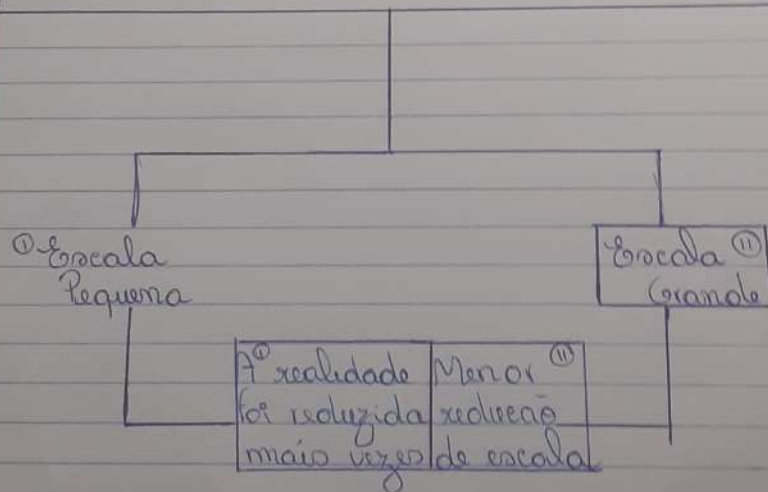 ① Escala
Pequena
Escala ⑪
Grande
A ① realidade
foi reduzida
mais vezes
Menor ⑪
redução
de escala